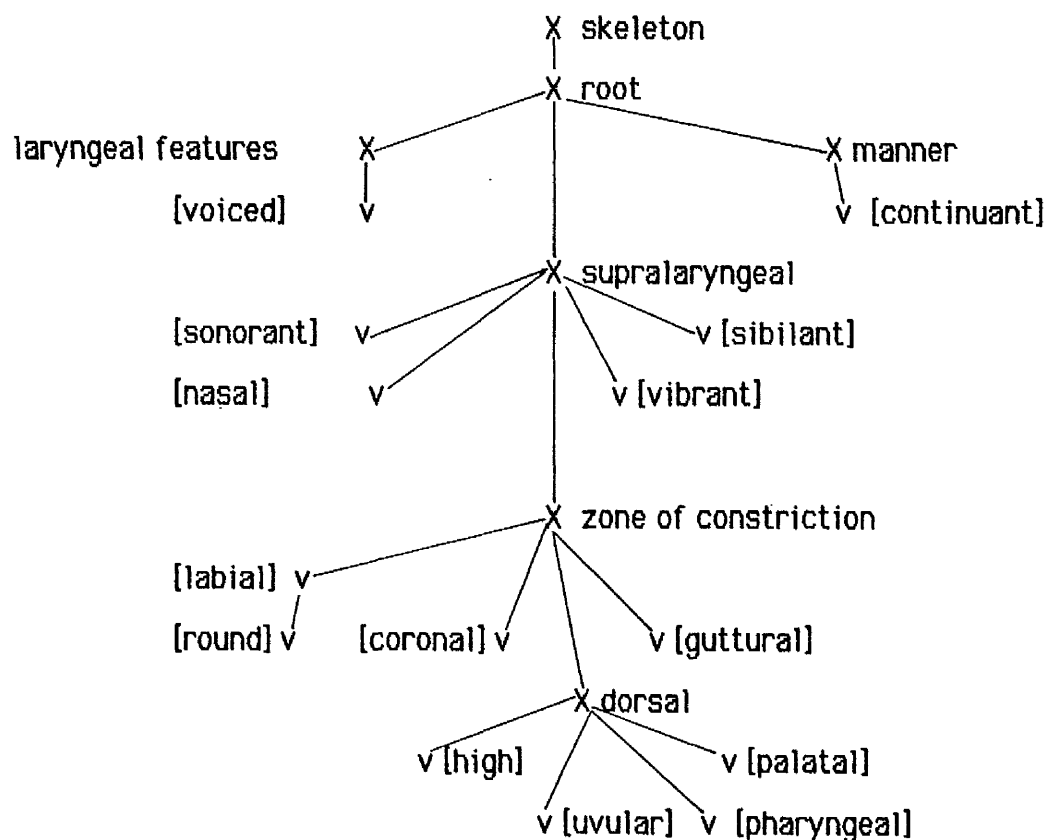 X skeleton
X root
laryngeal features X X manner
[voiced] v v [continuant]
X supralaryngeal
[sonorant] v v [sibilant]
[nasal] v v [vibrant]
X zone of constriction
[labial] v
[round] v [coronal] v v [guttural]
X dorsal
v [high] v [palatal]
v [uvular] v [pharyngeal]